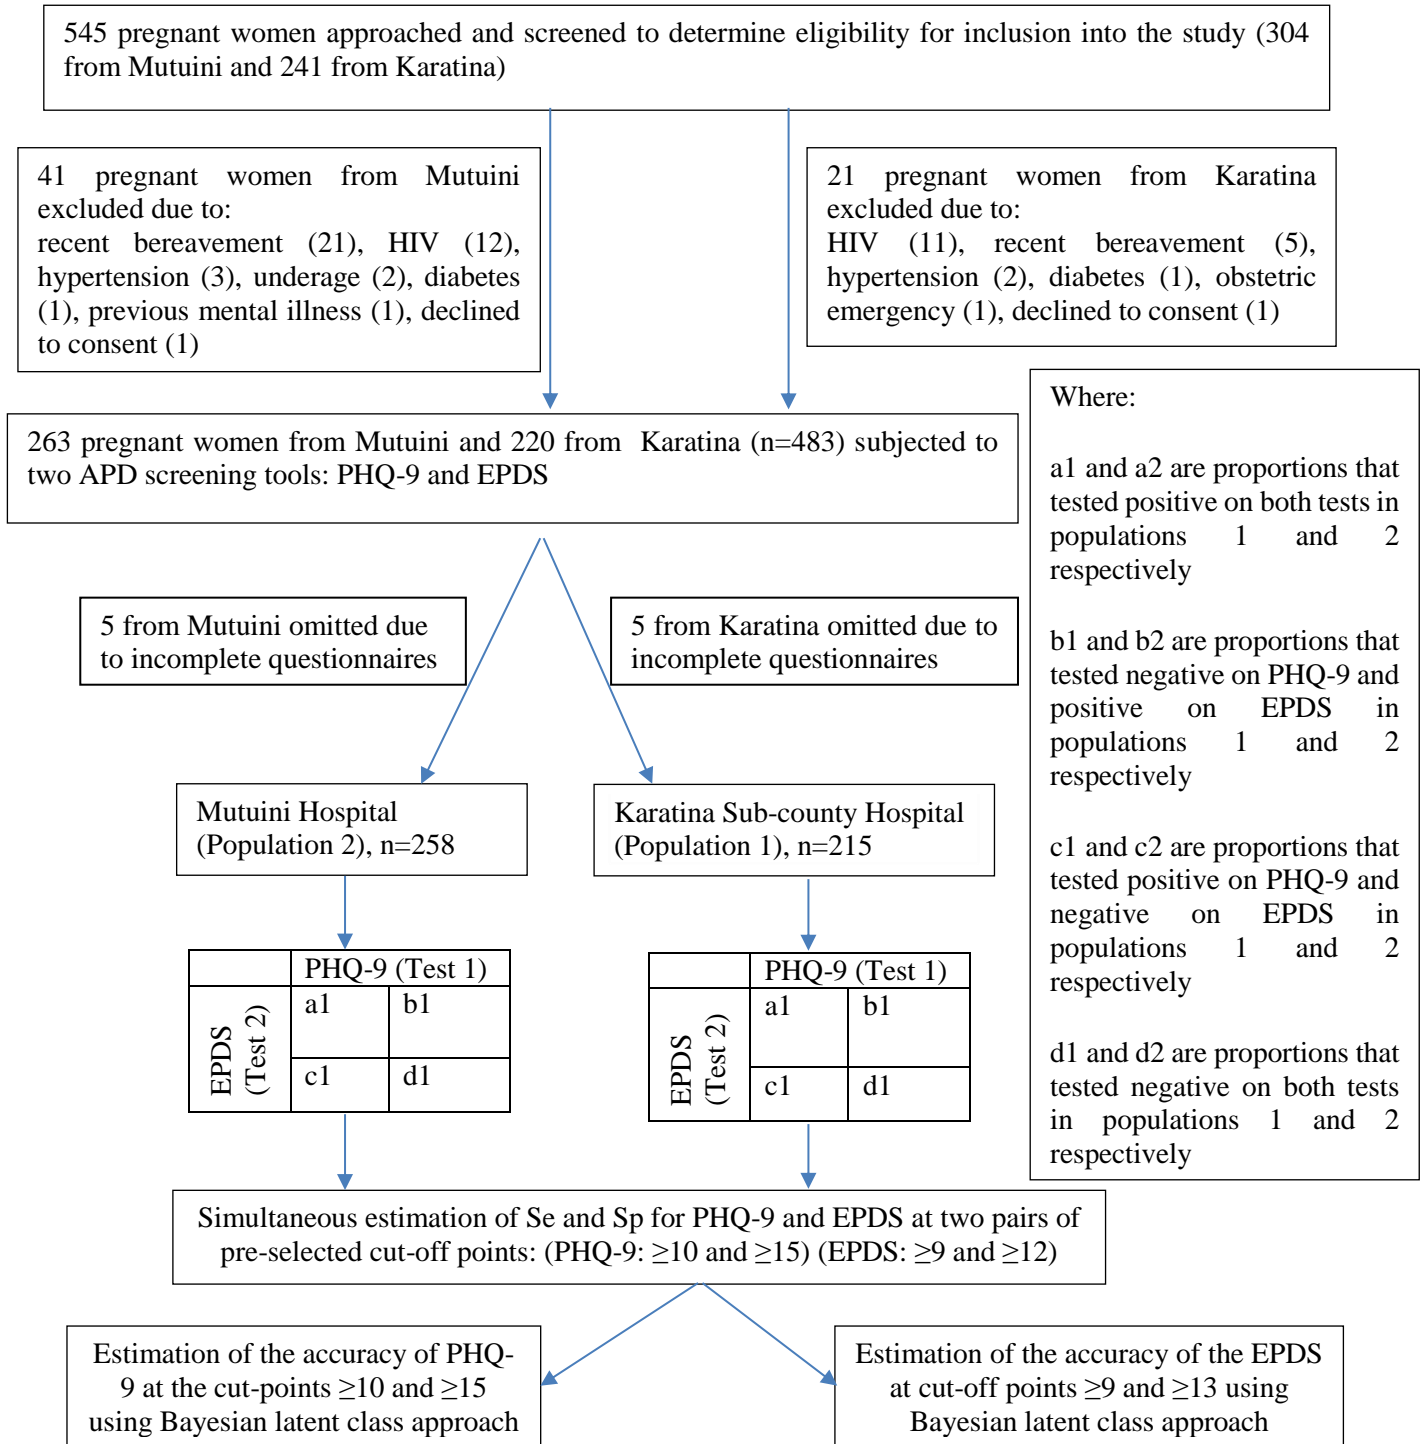 545 pregnant women approached and screened to determine eligibility for inclusion into the study (304
from Mutuini and 241 from Karatina)
41 pregnant women from Mutuini
excluded due to:
recent bereavement (21), HIV (12),
hypertension (3), underage (2), diabetes
(1), previous mental illness (1), declined
to consent (1)
21 pregnant women from Karatina
excluded due to:
HIV (11), recent bereavement (5),
hypertension (2), diabetes (1), obstetric
emergency (1), declined to consent (1)
263 pregnant women from Mutuini and 220 from Karatina (n=483) subjected to
two APD screening tools: PHQ-9 and EPDS
5 from Mutuini omitted due
to incomplete questionnaires
5 from Karatina omitted due to
incomplete questionnaires
Mutuini Hospital
(Population 2), n=258
Karatina Sub-county Hospital
(Population 1), n=215
PHQ-9 (Test 1)
EPDS
(Test 2)
a1 b1
c1 d1
PHQ-9 (Test 1)
EPDS
(Test 2)
a1 b1
c1 d1
Where:
a1 and a2 are proportions that
tested positive on both tests in
populations 1 and 2
respectively
b1 and b2 are proportions that
tested negative on PHQ-9 and
positive on EPDS in
populations 1 and 2
respectively
c1 and c2 are proportions that
tested positive on PHQ-9 and
negative on EPDS in
populations 1 and 2
respectively
d1 and d2 are proportions that
tested negative on both tests
in populations 1 and 2
respectively
Simultaneous estimation of Se and Sp for PHQ-9 and EPDS at two pairs of
pre-selected cut-off points: (PHQ-9: ≥10 and ≥15) (EPDS: ≥9 and ≥12)
Estimation of the accuracy of PHQ-
9 at the cut-points ≥10 and ≥15
using Bayesian latent class approach
Estimation of the accuracy of the EPDS
at cut-off points ≥9 and ≥13 using
Bayesian latent class approach